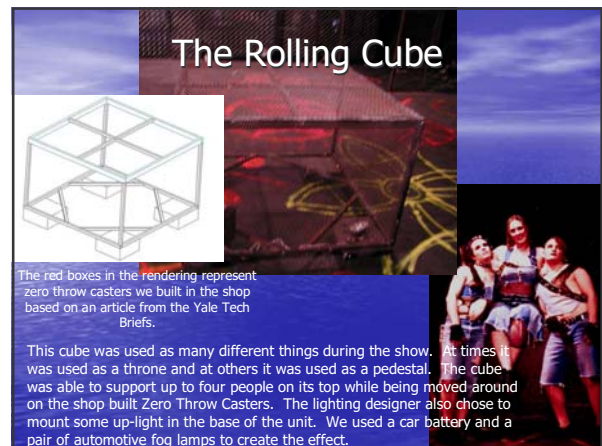 The Rolling Cube
The red boxes in the rendering represent
zero throw casters we built in the shop
based on an article from the Yale Tech
Briefs.
This cube was used as many different things during the show.  At times it
was used as a throne and at others it was used as a pedestal.  The cube
was able to support up to four people on its top while being moved around
on the shop built Zero Throw Casters.  The lighting designer also chose to
mount some up-light in the base of the unit.  We used a car battery and a
pair of automotive fog lamps to create the effect.